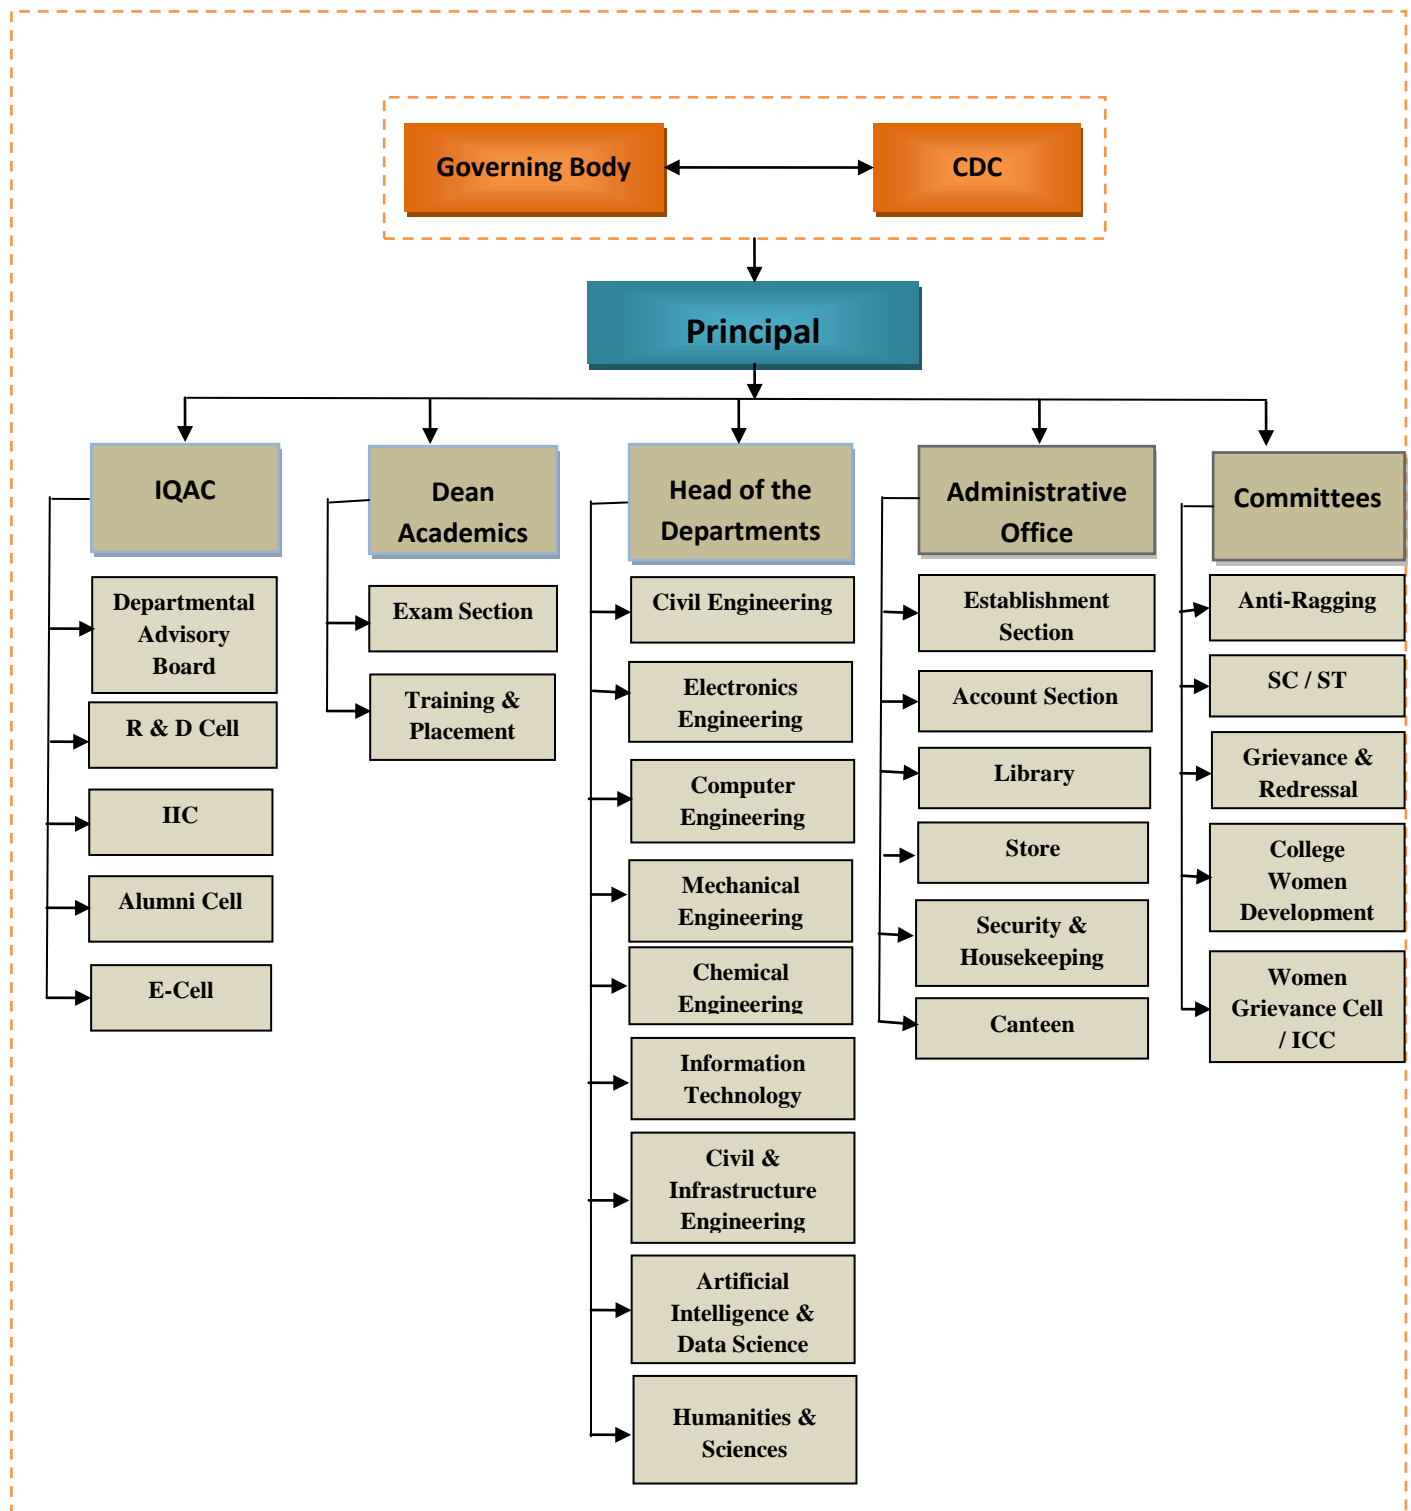 Governing Body
CDC
Principal
IQAC
Departmental
Advisory
Board
R & D Cell
IIC
Alumni Cell
E-Cell
Dean
Academics
Exam Section
Training &
Placement
Head of the
Departments
Civil Engineering
Electronics
Engineering
Computer
Engineering
Mechanical
Engineering
Chemical
Engineering
Information
Technology
Civil &
Infrastructure
Engineering
Artificial
Intelligence &
Data Science
Humanities &
Sciences
Administrative
Office
Establishment
Section
Account Section
Library
Store
Security &
Housekeeping
Canteen
Committees
Anti-Ragging
SC / ST
Grievance &
Redressal
College
Women
Development
Women
Grievance Cell
/ ICC